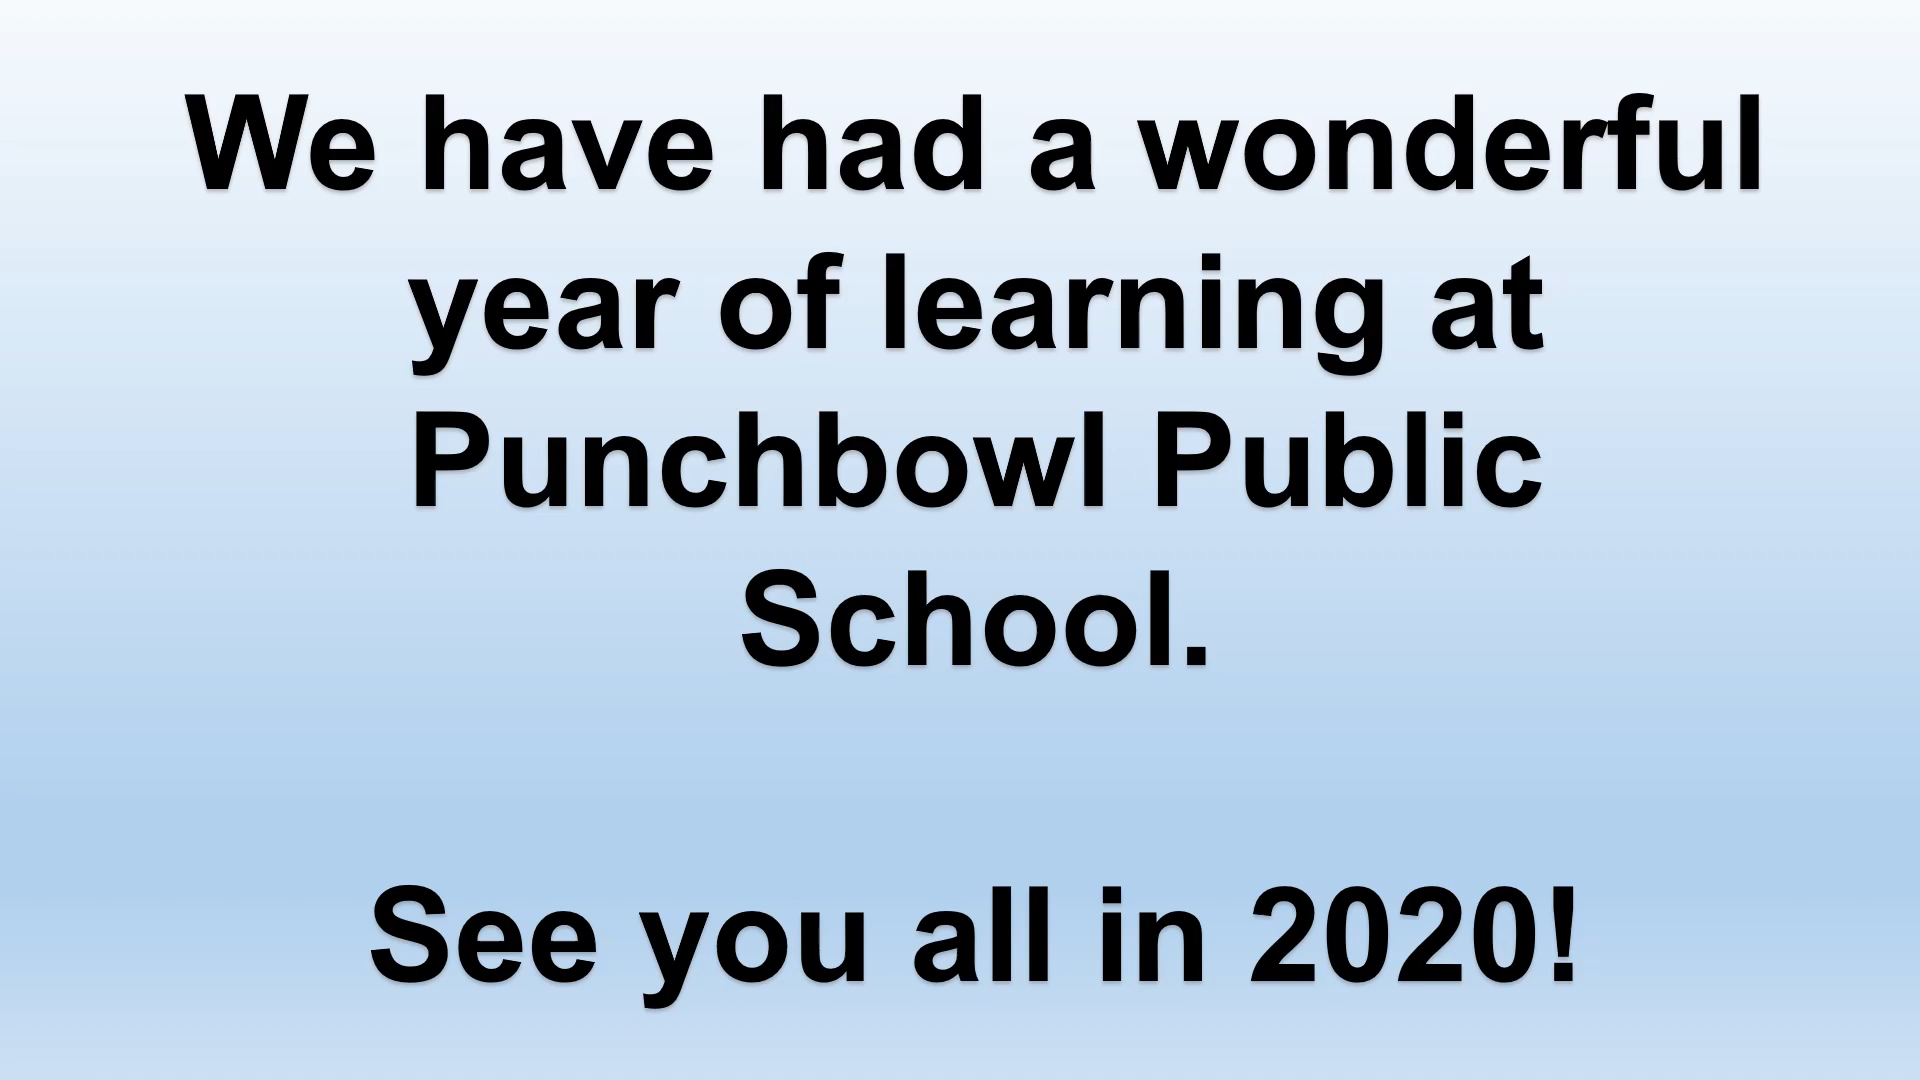 We have had a wonderful
year of learning at
Punchbowl Public
School.
See you all in 2020!